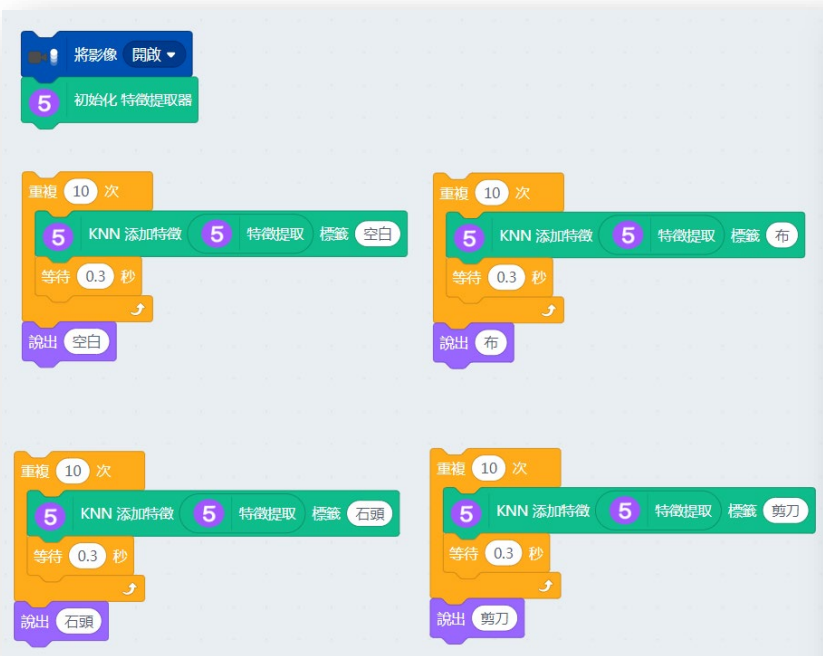 將影像 開啟
5 初始化 特徵提取器
重複 10 次
5 KNN 添加特徵 5 特徵提取 標籤 空白
等待 0.3 秒
說出 空白
重複 10 次
5 KNN 添加特徵 5 特徵提取 標籤 布
等待 0.3 秒
說出 布
重複 10 次
5 KNN 添加特徵 5 特徵提取 標籤 石頭
等待 0.3 秒
說出 石頭
重複 10 次
5 KNN 添加特徵 5 特徵提取 標籤 剪刀
等待 0.3 秒
說出 剪刀